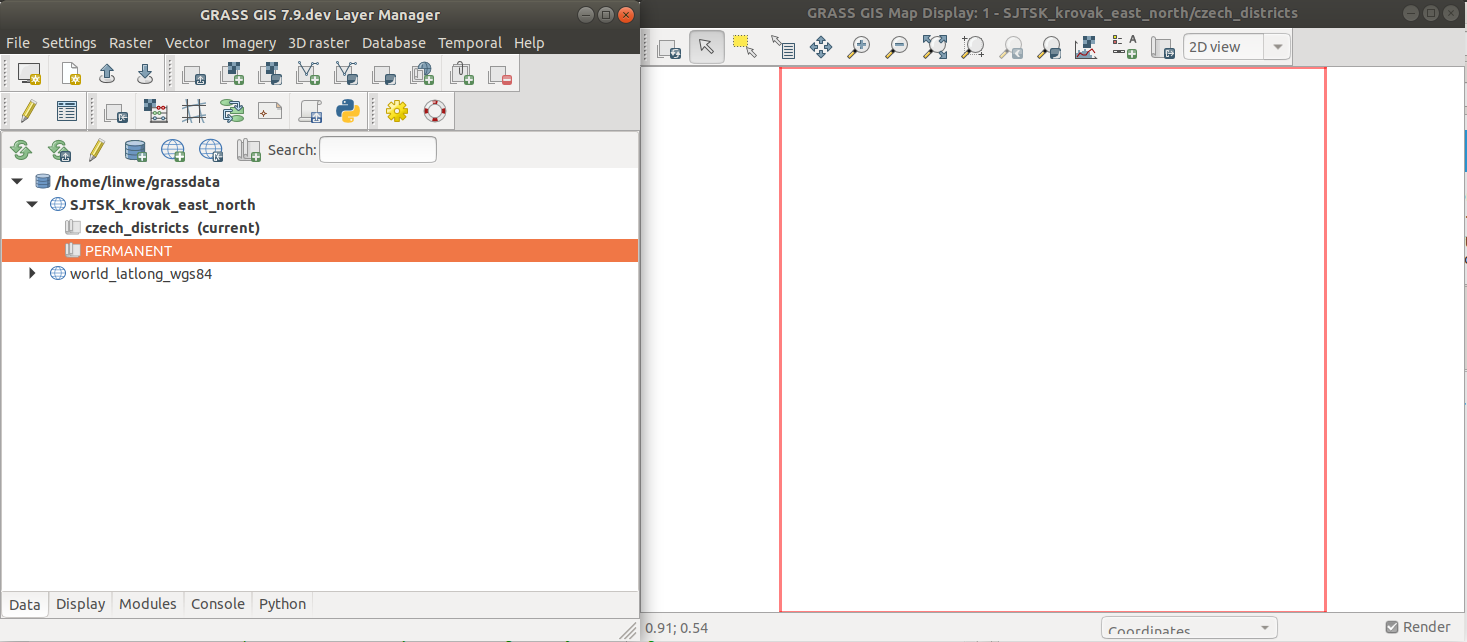 GRASS GIS 7.9.dev Layer Manager
File Settings Raster Vector Imagery 3D raster Database Temporal Help
Search:
/home/linwe/grassdata
SJTSK_krovak_east_north
czech_districts (current)
PERMANENT
world_latlong_wgs84
Data Display Modules Console Python
GRASS GIS Map Display: 1 - SJTSK_krovak_east_north/czech_districts
A
2D view
0.91; 0.54
Coordinates
Render